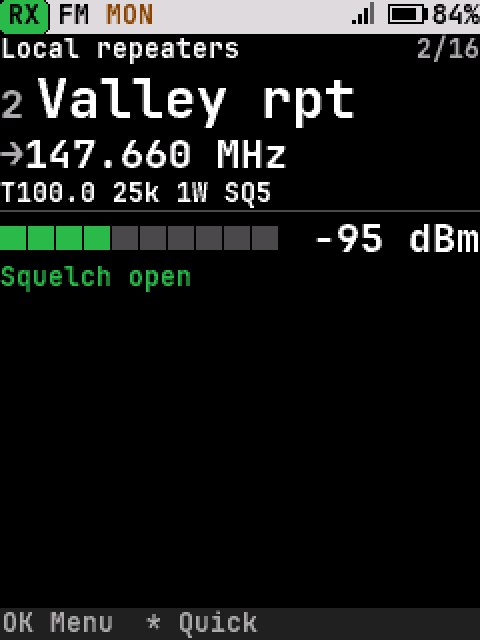 RX FM MON 84%
Local repeaters 2/16
2 Valley rpt
→147.660 MHz
T100.0 25k 1W SQ5
-95 dBm
Squelch open
OK Menu * Quick